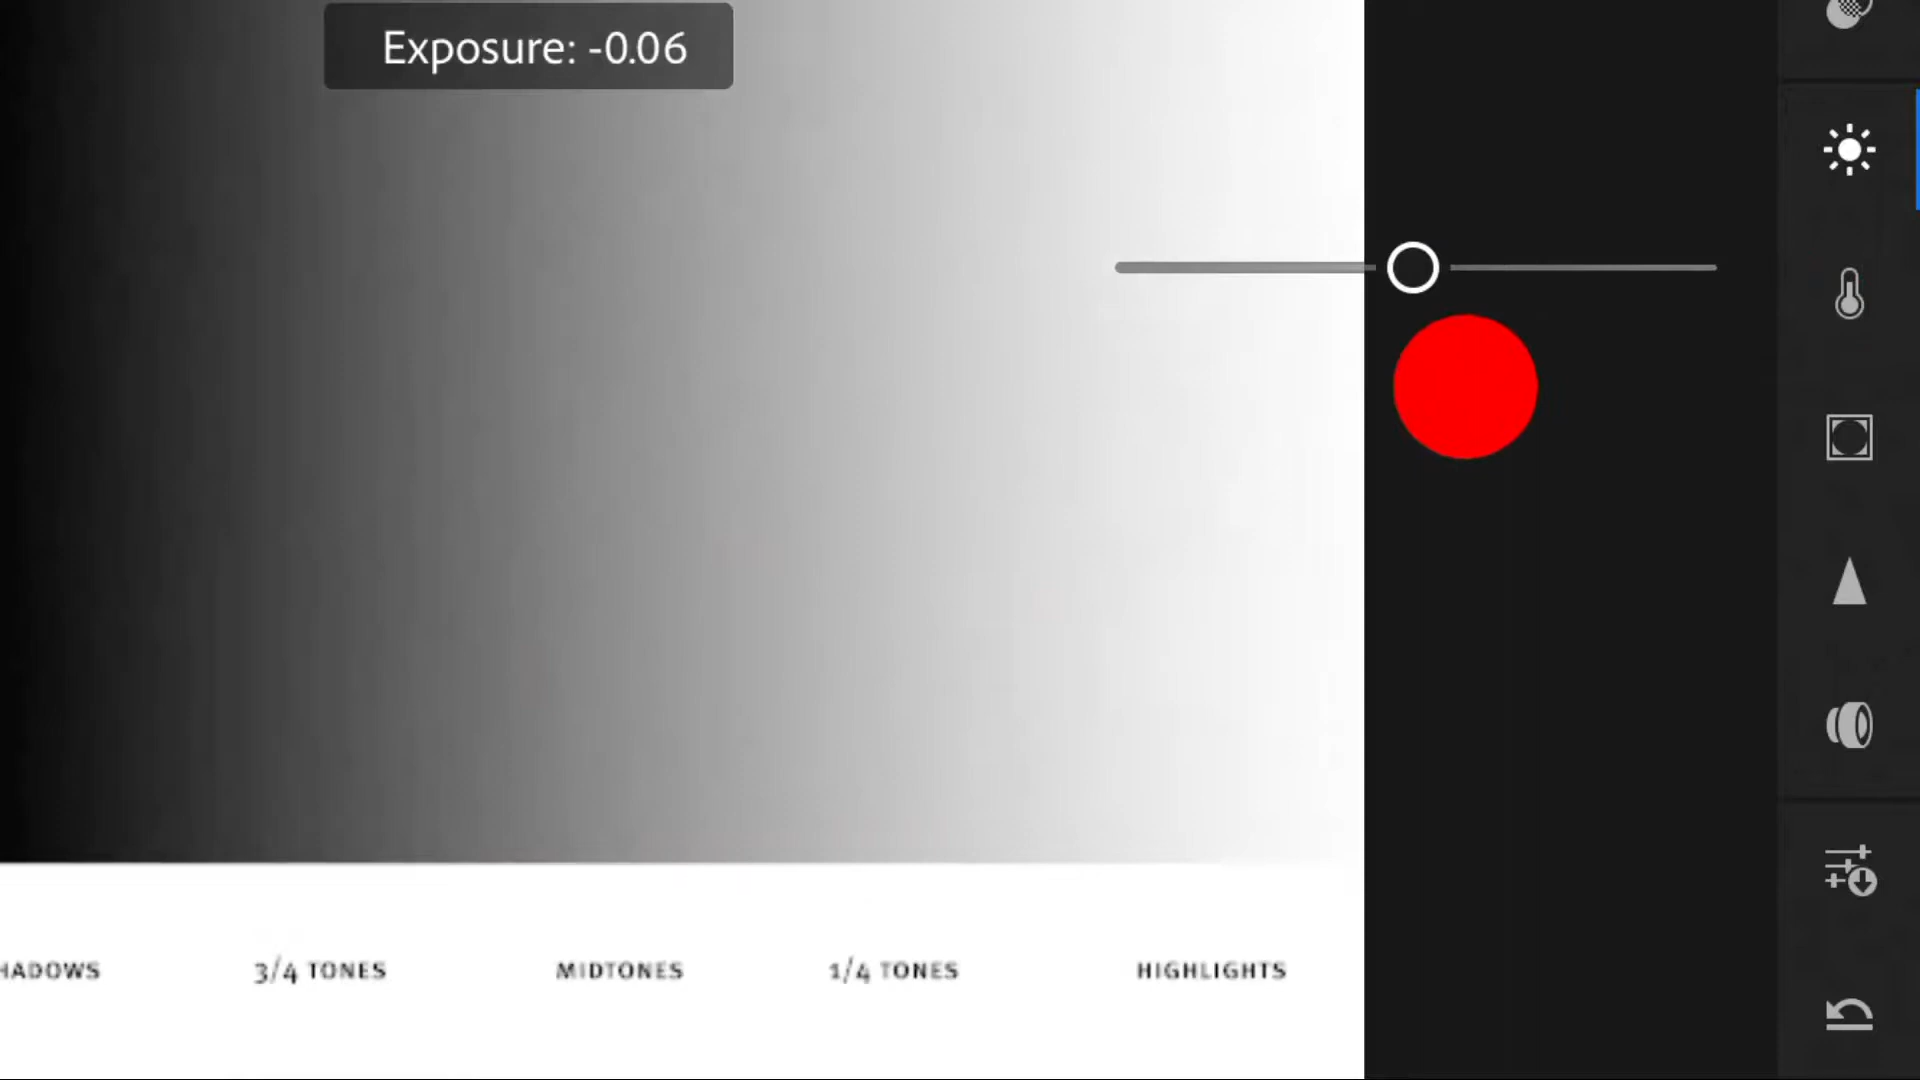 Exposure: -0.06
HADOWS 3/4 TONES MIDTONES 1/4 TONES HIGHLIGHTS